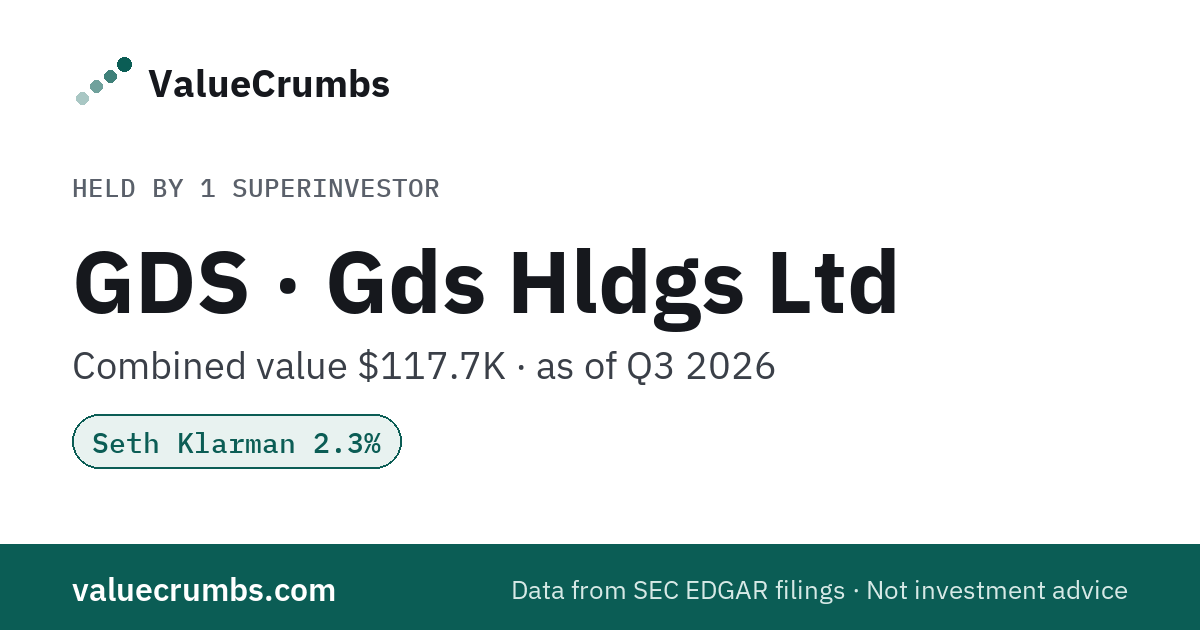 ValueCrumbs
HELD BY 1 SUPERINVESTOR
GDS · Gds Hldgs Ltd
Combined value $117.7K · as of Q3 2026
Seth Klarman 2.3%
valuecrumbs.com
Data from SEC EDGAR filings · Not investment advice